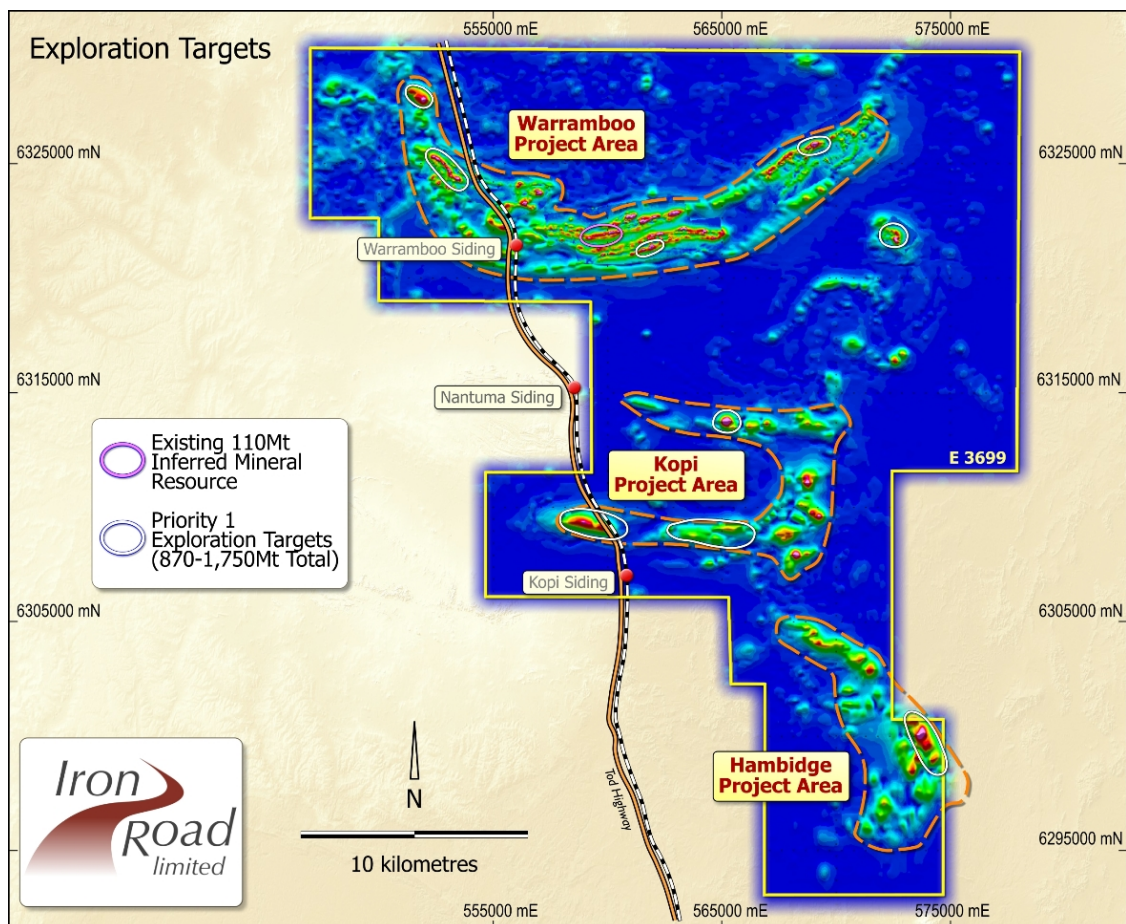 555000 mE
565000 mE
575000 mE
Exploration Targets
Warramboo
Project Area
6325000 mN
6325000 mN
Warramboo Siding
6315000 mN
6315000 mN
Nantuma Siding
Existing 110Mt
Inferred Mineral
Resource
Priority 1
Exploration Targets
(870-1,750Mt Total)
Kopi
Project Area
E 3699
Kopi Siding
6305000 mN
6305000 mN
Hambidge
Project Area
Tod Highway
Iron
Road
limited
N
10 kilometres
6295000 mN
6295000 mN
555000 mE
565000 mE
575000 mE